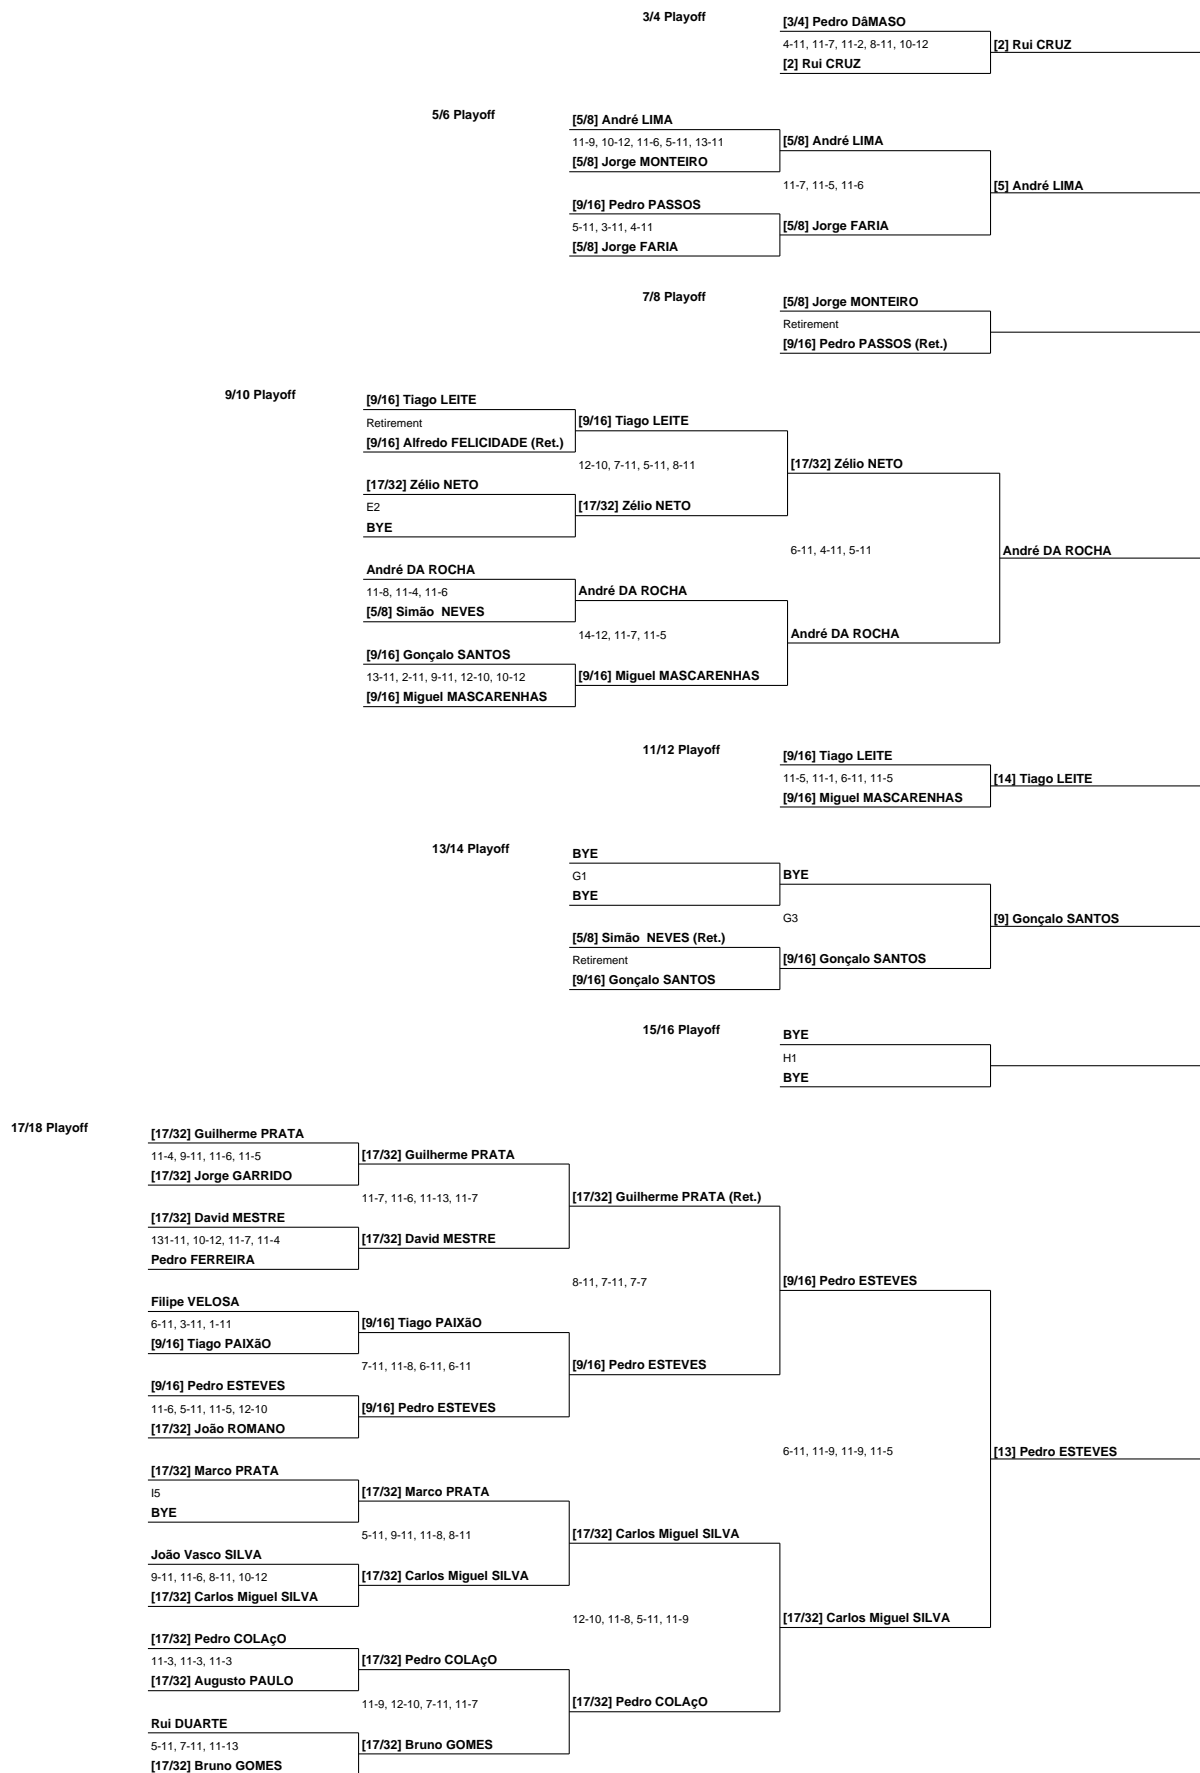 3/4 Playoff
[3/4] Pedro DâMASO
4-11, 11-7, 11-2, 8-11, 10-12
[2] Rui CRUZ
[2] Rui CRUZ
5/6 Playoff
[5/8] André LIMA
11-9, 10-12, 11-6, 5-11, 13-11
[5/8] André LIMA
[5/8] Jorge MONTEIRO
11-7, 11-5, 11-6
[5] André LIMA
[9/16] Pedro PASSOS
5-11, 3-11, 4-11
[5/8] Jorge FARIA
[5/8] Jorge FARIA
7/8 Playoff
[5/8] Jorge MONTEIRO
Retirement
[9/16] Pedro PASSOS (Ret.)
9/10 Playoff
[9/16] Tiago LEITE
Retirement
[9/16] Tiago LEITE
[9/16] Alfredo FELICIDADE (Ret.)
12-10, 7-11, 5-11, 8-11
[17/32] Zélio NETO
[17/32] Zélio NETO
E2
[17/32] Zélio NETO
BYE
6-11, 4-11, 5-11
André DA ROCHA
André DA ROCHA
11-8, 11-4, 11-6
André DA ROCHA
[5/8] Simão  NEVES
14-12, 11-7, 11-5
André DA ROCHA
[9/16] Gonçalo SANTOS
13-11, 2-11, 9-11, 12-10, 10-12
[9/16] Miguel MASCARENHAS
[9/16] Miguel MASCARENHAS
11/12 Playoff
[9/16] Tiago LEITE
11-5, 11-1, 6-11, 11-5
[14] Tiago LEITE
[9/16] Miguel MASCARENHAS
13/14 Playoff
BYE
G1
BYE
BYE
G3
[9] Gonçalo SANTOS
[5/8] Simão  NEVES (Ret.)
Retirement
[9/16] Gonçalo SANTOS
[9/16] Gonçalo SANTOS
15/16 Playoff
BYE
H1
BYE
17/18 Playoff
[17/32] Guilherme PRATA
11-4, 9-11, 11-6, 11-5
[17/32] Guilherme PRATA
[17/32] Jorge GARRIDO
11-7, 11-6, 11-13, 11-7
[17/32] Guilherme PRATA (Ret.)
[17/32] David MESTRE
131-11, 10-12, 11-7, 11-4
[17/32] David MESTRE
Pedro FERREIRA
8-11, 7-11, 7-7
[9/16] Pedro ESTEVES
Filipe VELOSA
6-11, 3-11, 1-11
[9/16] Tiago PAIXãO
[9/16] Tiago PAIXãO
7-11, 11-8, 6-11, 6-11
[9/16] Pedro ESTEVES
[9/16] Pedro ESTEVES
11-6, 5-11, 11-5, 12-10
[9/16] Pedro ESTEVES
[17/32] João ROMANO
6-11, 11-9, 11-9, 11-5
[13] Pedro ESTEVES
[17/32] Marco PRATA
I5
[17/32] Marco PRATA
BYE
5-11, 9-11, 11-8, 8-11
[17/32] Carlos Miguel SILVA
João Vasco SILVA
9-11, 11-6, 8-11, 10-12
[17/32] Carlos Miguel SILVA
[17/32] Carlos Miguel SILVA
12-10, 11-8, 5-11, 11-9
[17/32] Carlos Miguel SILVA
[17/32] Pedro COLAçO
11-3, 11-3, 11-3
[17/32] Pedro COLAçO
[17/32] Augusto PAULO
11-9, 12-10, 7-11, 11-7
[17/32] Pedro COLAçO
Rui DUARTE
5-11, 7-11, 11-13
[17/32] Bruno GOMES
[17/32] Bruno GOMES